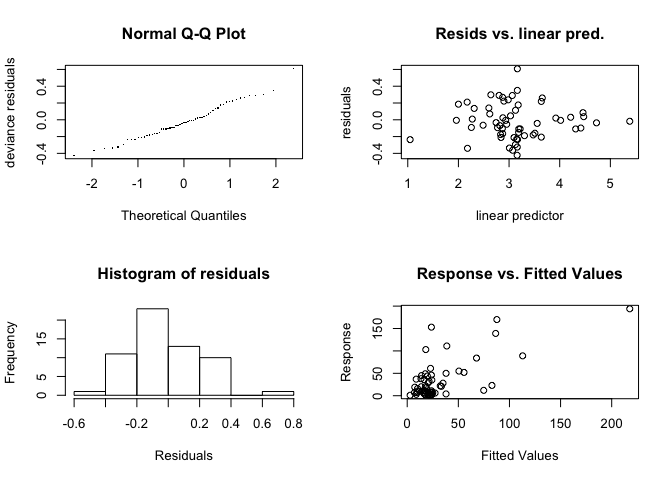 Normal Q-Q Plot
deviance residuals
-0.4 0.0 0.4
-2 -1 0 1 2
Theoretical Quantiles
Resids vs. linear pred.
residuals
-0.4 0.0 0.4
1 2 3 4 5
linear predictor
Histogram of residuals
Frequency
0 5 15
-0.6 -0.2 0.2 0.4 0.6 0.8
Residuals
Response vs. Fitted Values
Response
0 50 150
0 50 100 150 200
Fitted Values